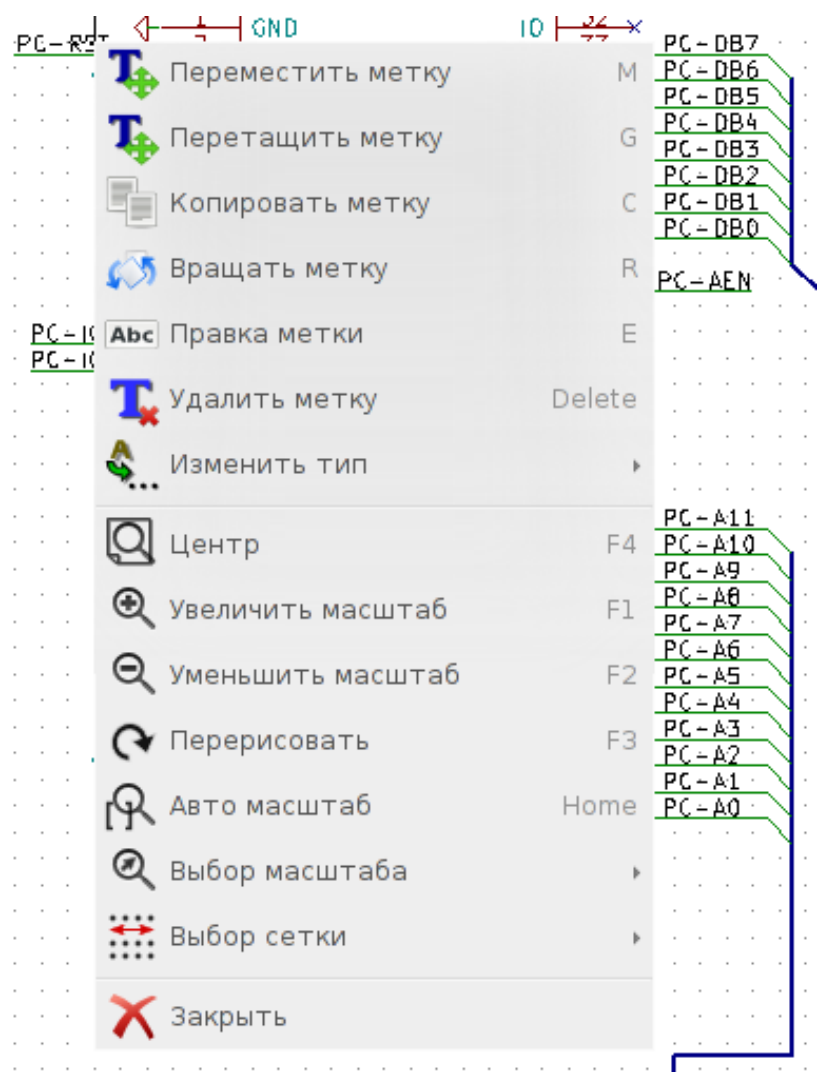 GND
IO
PC-DB7
PC-DB6
PC-DB5
PC-DB4
PC-DB3
PC-DB2
PC-DB1
PC-DB0
PC-AEN
Переместить метку M
Перетащить метку G
Копировать метку C
Вращать метку R
Abc Правка метки E
Удалить метку Delete
Изменить тип
Центр F4
Увеличить масштаб F1
Уменьшить масштаб F2
Перерисовать F3
Авто масштаб Home
Выбор масштаба
Выбор сетки
Закрыть
PC-A11
PC-A10
PC-A9
PC-A8
PC-A7
PC-A6
PC-A5
PC-A4
PC-A3
PC-A2
PC-A1
PC-A0